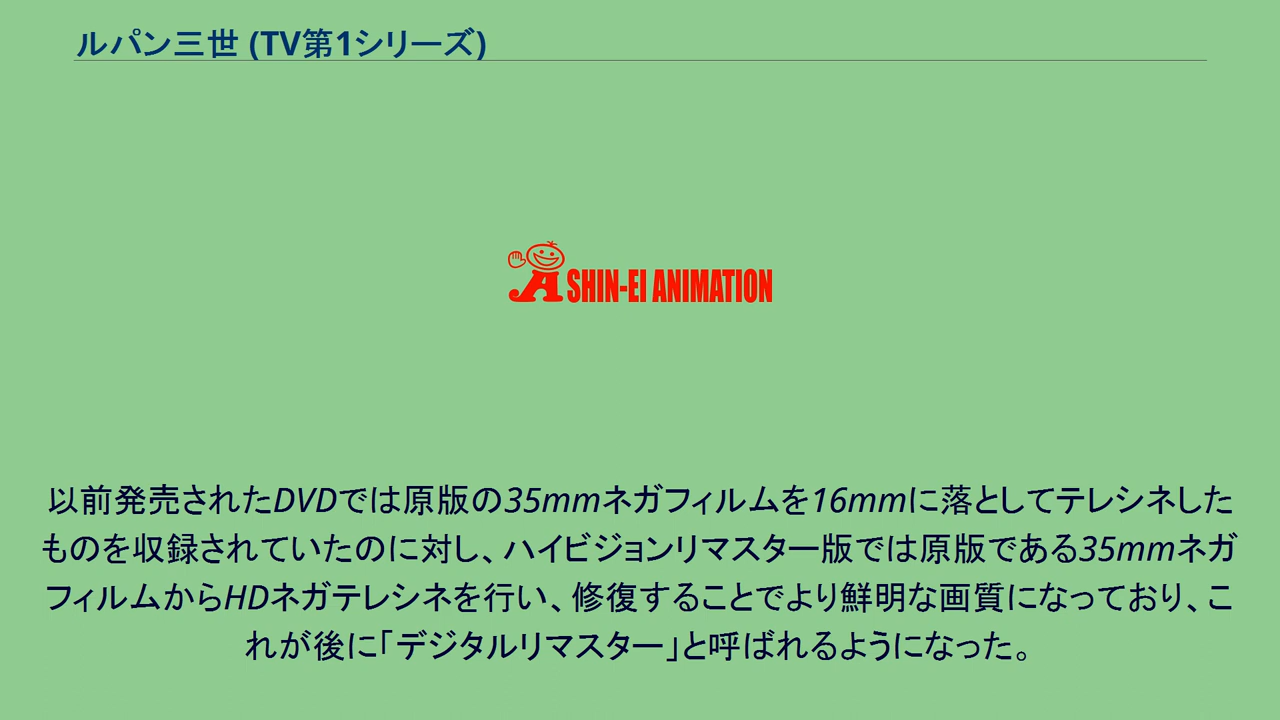 ルパン三世 (TV第1シリーズ)
SHIN-EI ANIMATION
以前発売されたDVDでは原版の35mmネガフィルムを16mmに落としてテレシネした
ものを収録されていたのに対し、ハイビジョンリマスター版では原版である35mmネガ
フィルムからHDネガテレシネを行い、修復することでより鮮明な画質になっており、こ
れが後に「デジタルリマスター」と呼ばれるようになった。